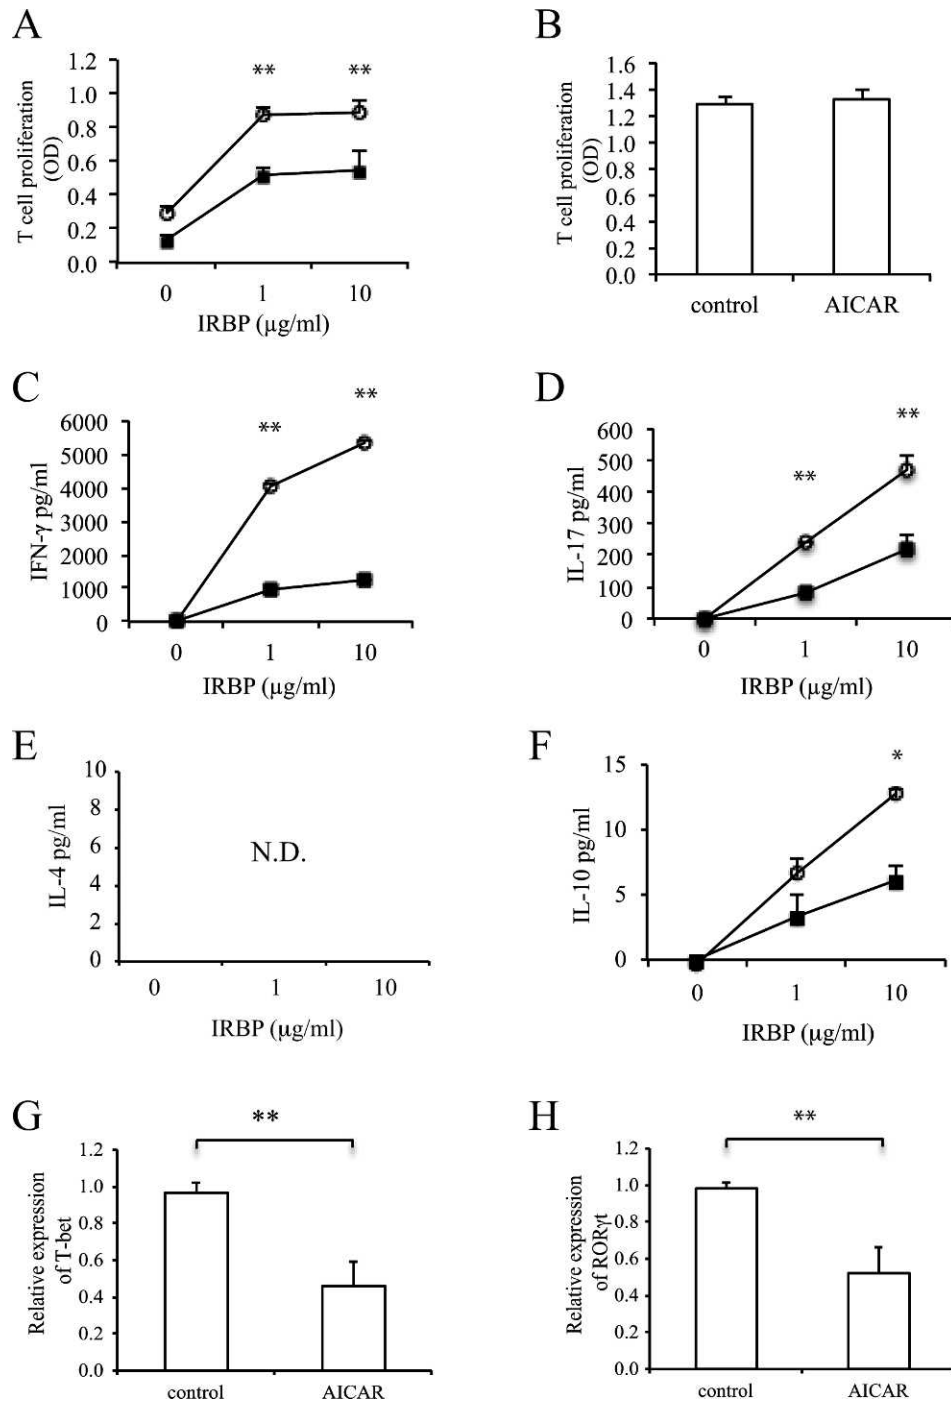 A
T cell proliferation
(OD)
1.2
1.0
0.8
0.6
0.4
0.2
0.0
**
**
0
1
10
IRBP (µg/ml)
B
T cell proliferation
(OD)
1.6
1.4
1.2
1.0
0.8
0.6
0.4
0.2
0.0
control
AICAR
C
IFN-γ pg/ml
6000
5000
4000
3000
2000
1000
0
**
**
0
1
10
IRBP (µg/ml)
D
IL-17 pg/ml
600
500
400
300
200
100
0
**
**
0
1
10
IRBP (µg/ml)
E
IL-4 pg/ml
10
8
6
4
2
0
N.D.
0
1
10
IRBP (µg/ml)
F
IL-10 pg/ml
15
10
5
0
*
0
1
10
IRBP (µg/ml)
G
Relative expression
of T-bet
1.2
1.0
0.8
0.6
0.4
0.2
0.0
**
control
AICAR
H
Relative expression
of RORγt
1.2
1.0
0.8
0.6
0.4
0.2
0.0
**
control
AICAR